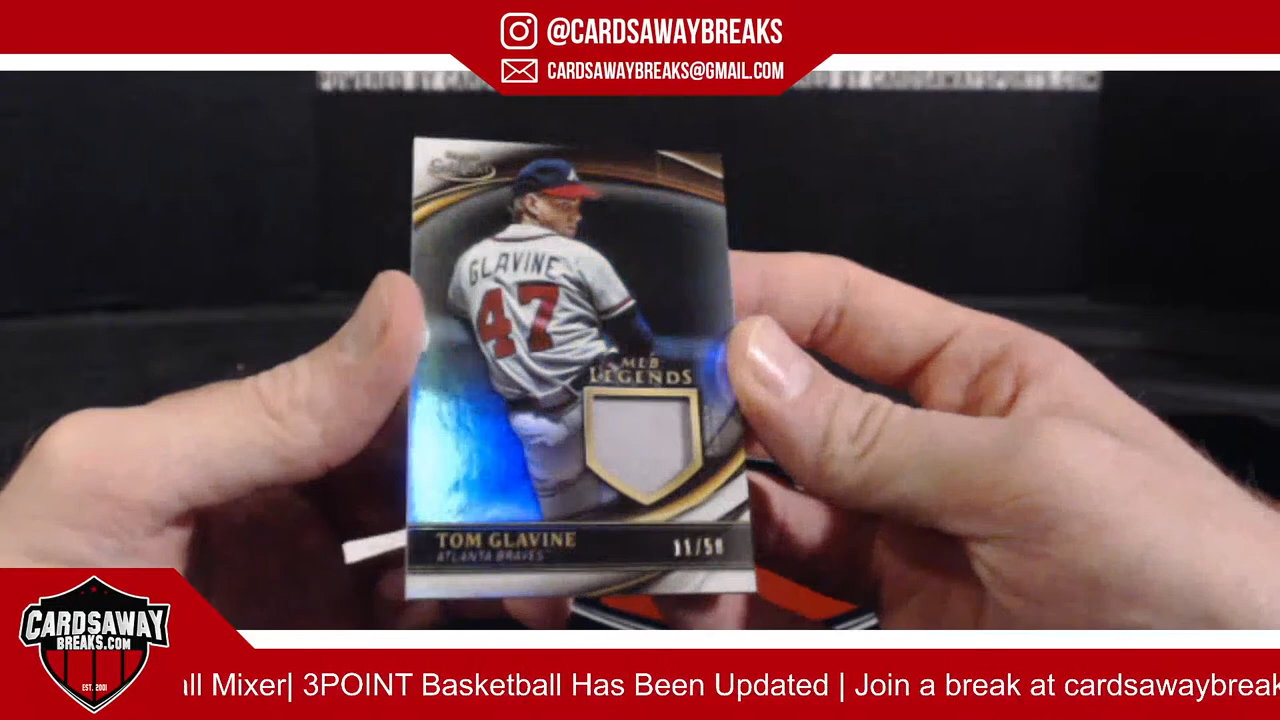 @CARDSAWAYBREAKS
CARDSAWAYBREAKS@GMAIL.COM
GLAVINE
47
MLB
LEGENDS
TOM GLAVINE
ATLANTA BRAVES
11/50
CARDSAWAY
BREAKS.COM
EST. 2001
all Mixer| 3POINT Basketball Has Been Updated | Join a break at cardsawaybreak